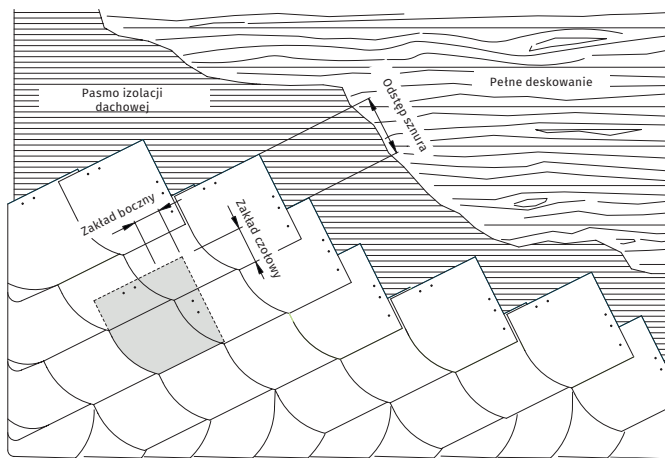 Pasmo izolacji
dachowej
Pełne deskowanie
Odstęp sznura
Zakład boczny
Zakład czołowy